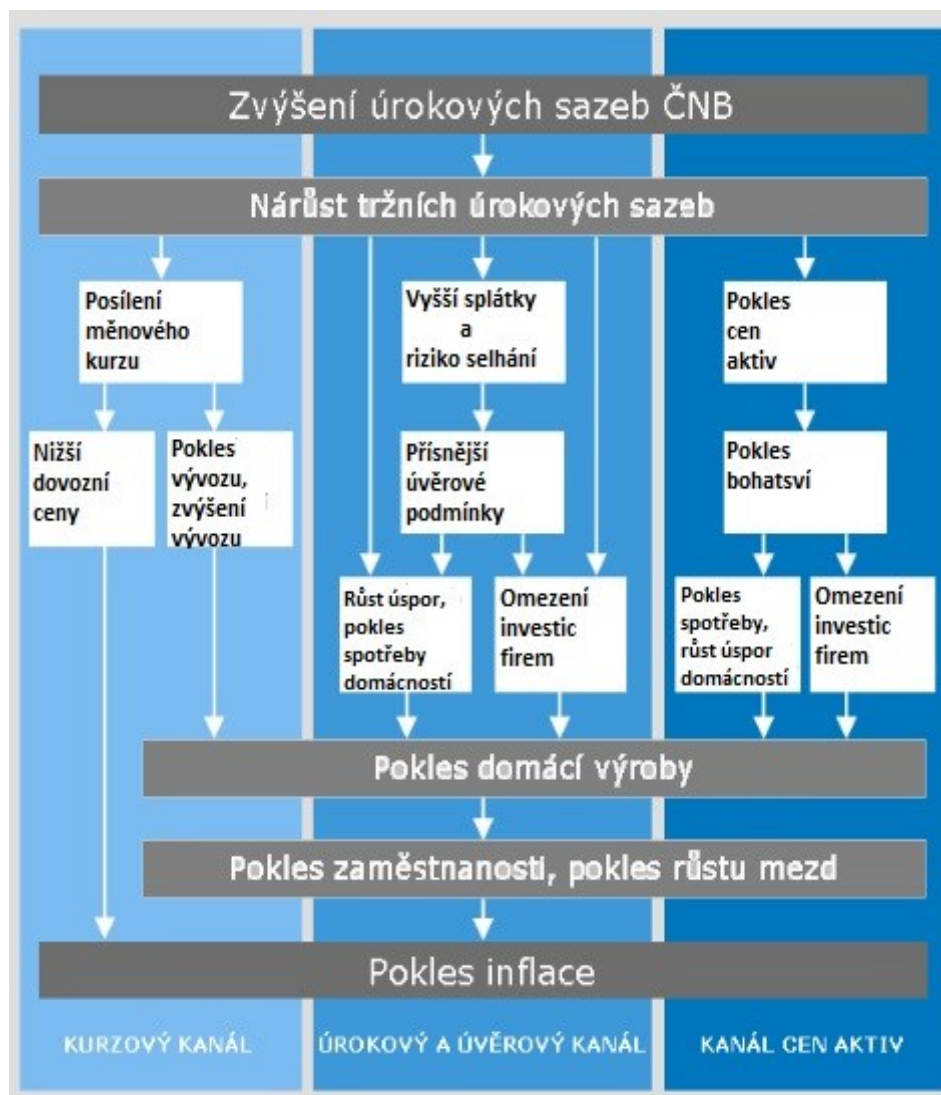 Zvýšení úrokových sazeb ČNB
Nárůst tržních úrokových sazeb
Posílení
měnového
kurzu
Vyšší splátky
a
riziko selhání
Pokles
cen
aktiv
Nižší
dovozní
ceny
Pokles
vývozu,
zvýšení
vývozu
Přísnější
úvěrové
podmínky
Pokles
bohatsví
Růst úspor,
pokles
spotřeby
domácností
Omezení
investic
firem
Pokles
spotřeby,
růst úspor
domácností
Omezení
investic
firem
Pokles domácí výroby
Pokles zaměstnanosti, pokles růstu mezd
Pokles inflace
KURZOVÝ KANÁL
ÚROKOVÝ A ÚVĚROVÝ KANÁL
KANÁL CEN AKTIV